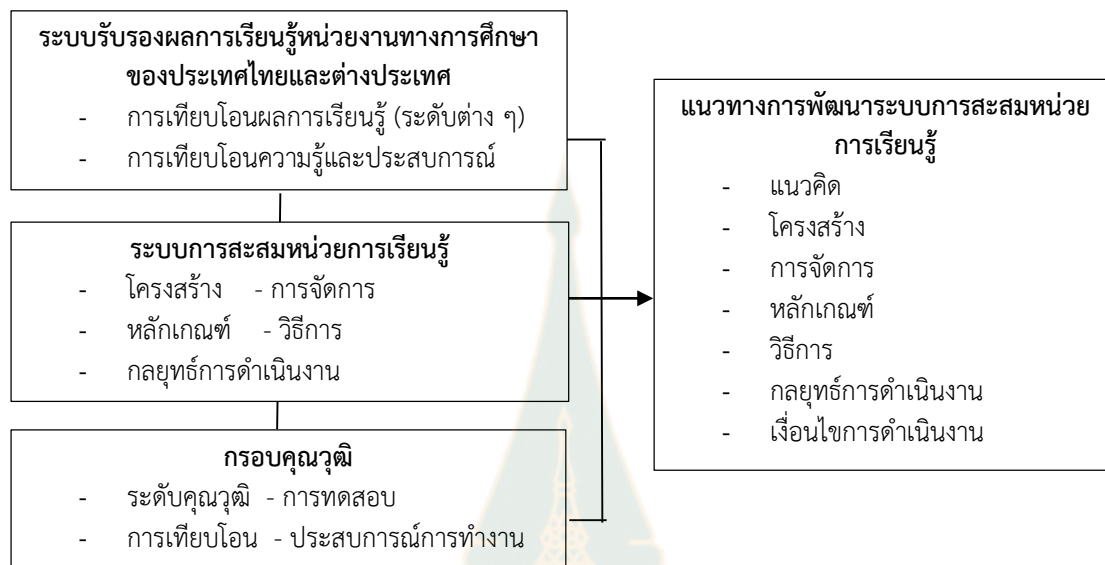 ระบบรับรองผลการเรียนรู้หน่วยงานทางการศึกษา
ของประเทศไทยและต่างประเทศ
- การเทียบโอนผลการเรียนรู้ (ระดับต่าง ๆ)
- การเทียบโอนความรู้และประสบการณ์
ระบบการสะสมหน่วยการเรียนรู้
- โครงสร้าง - การจัดการ
- หลักเกณฑ์ - วิธีการ
- กลยุทธ์การดำเนินงาน
กรอบคุณวุฒิ
- ระดับคุณวุฒิ - การทดสอบ
- การเทียบโอน - ประสบการณ์การทำงาน
แนวทางการพัฒนาระบบการสะสมหน่วย
การเรียนรู้
- แนวคิด
- โครงสร้าง
- การจัดการ
- หลักเกณฑ์
- วิธีการ
- กลยุทธ์การดำเนินงาน
- เงื่อนไขการดำเนินงาน